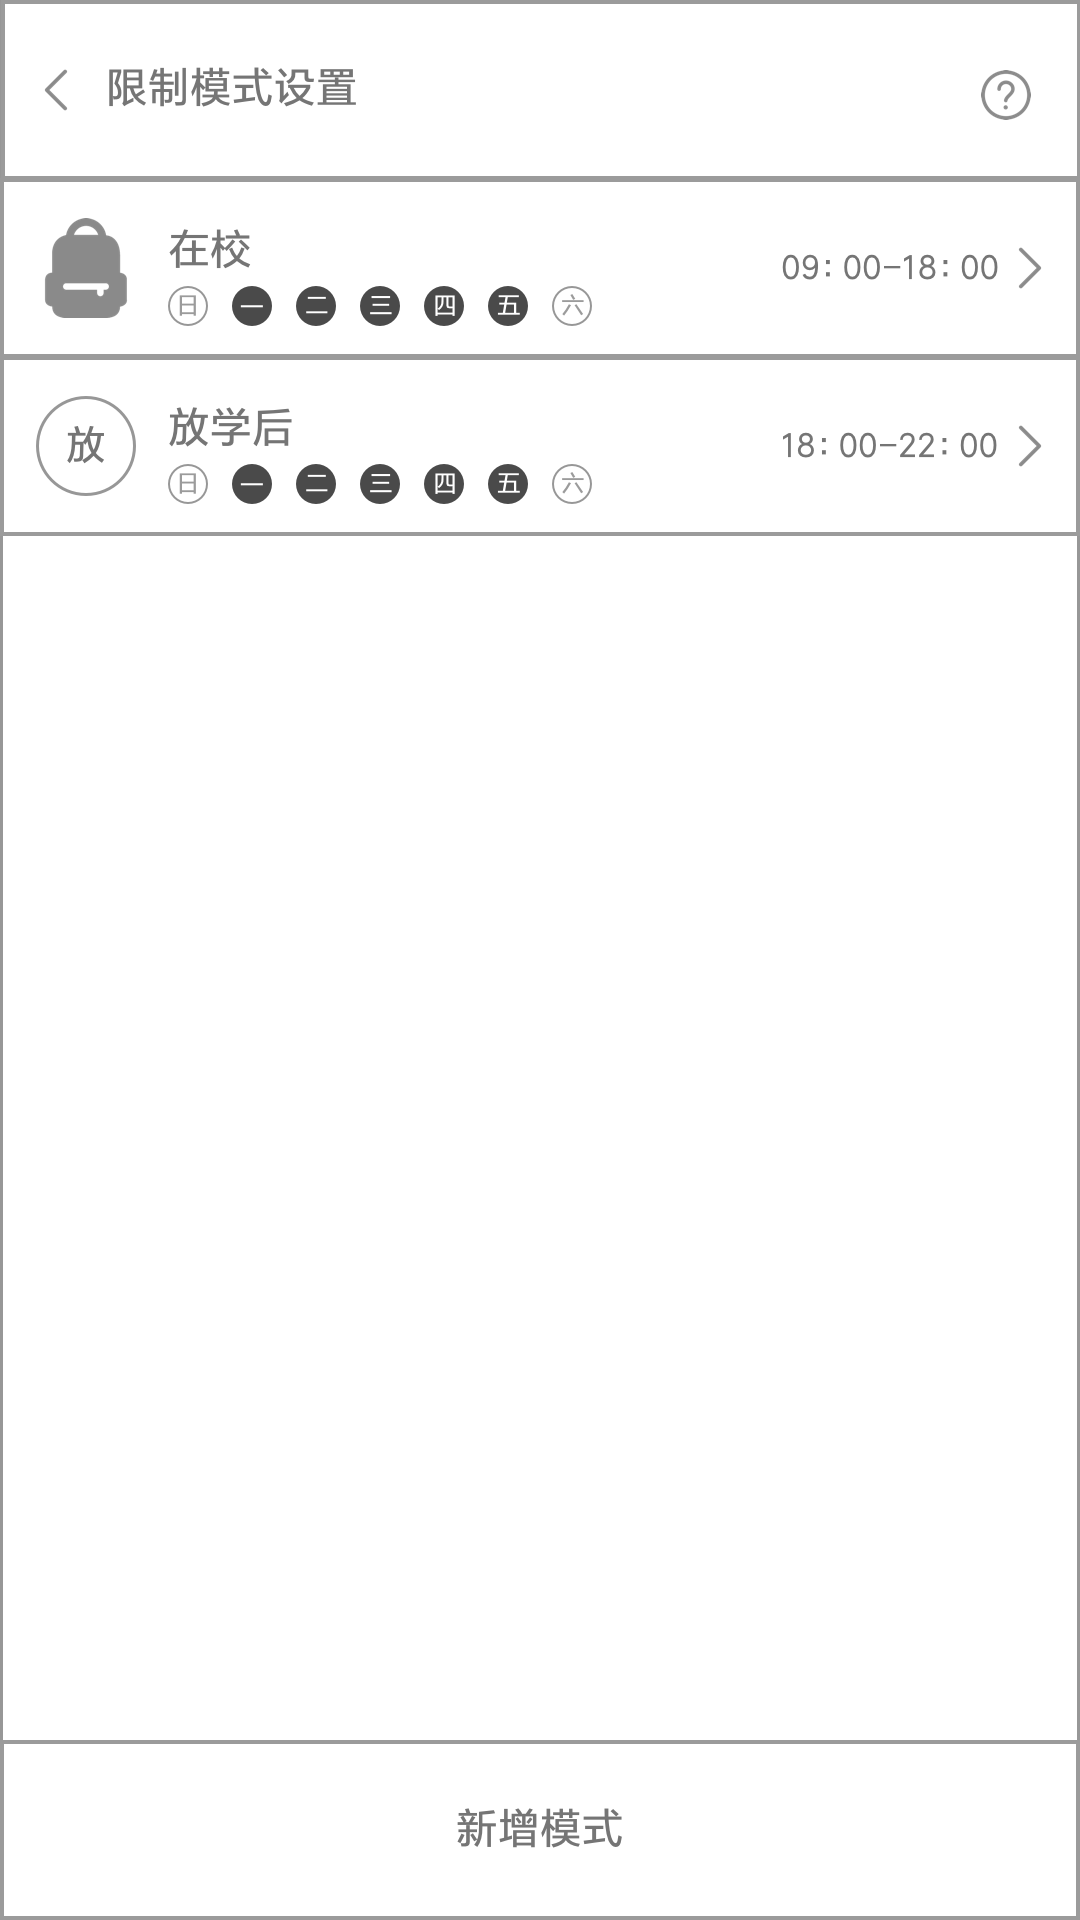 限制模式设置
?
在校
日 一 二 三 四 五 六
09：00-18：00
放
放学后
日 一 二 三 四 五 六
18：00-22：00
新增模式